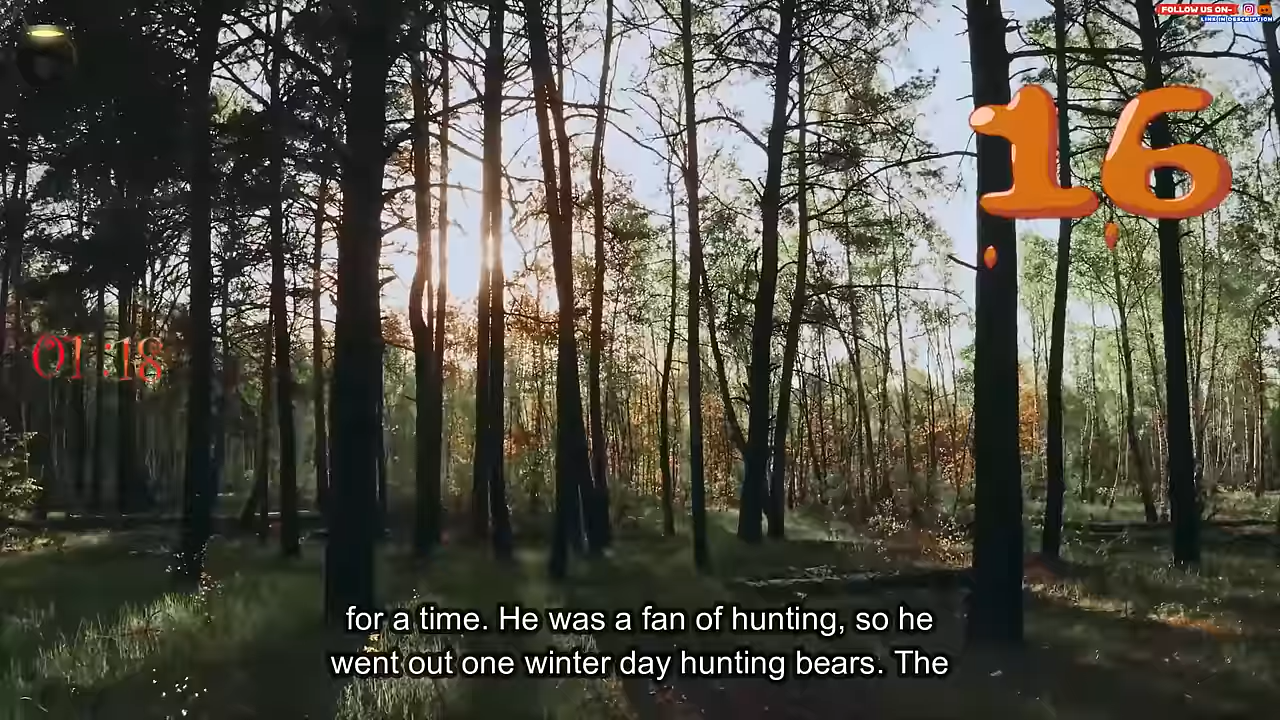 FOLLOW US ON-
LINK IN DESCRIPTION
16
01:18
for a time. He was a fan of hunting, so he
went out one winter day hunting bears. The